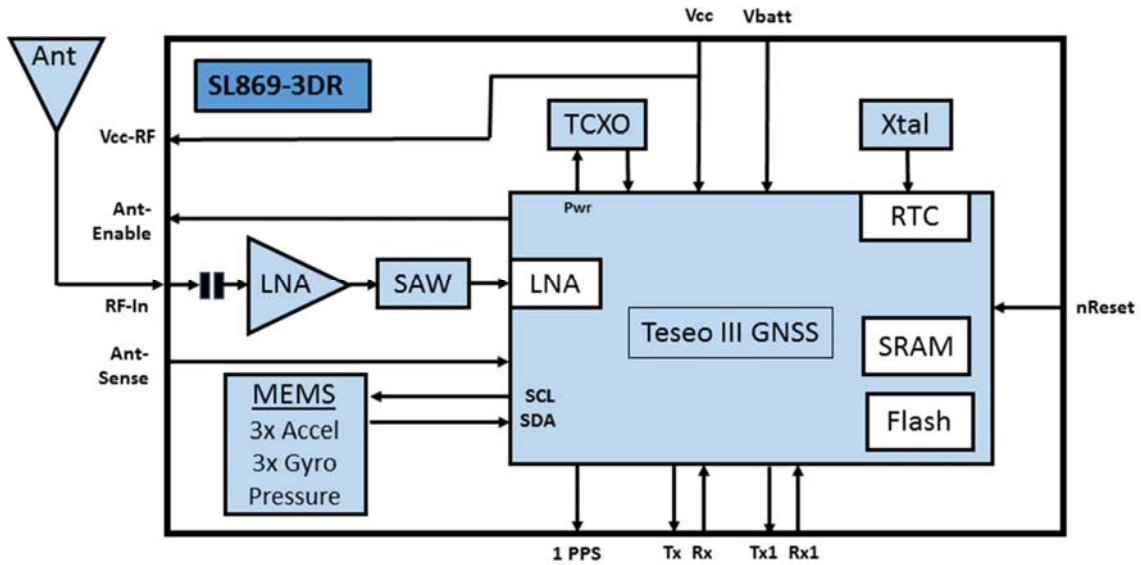 Vcc Vbatt
Ant
SL869-3DR
TCXO
Xtal
Vcc-RF
Pwr
RTC
Ant-
Enable
LNA
SAW
LNA
RF-In
Teseo III GNSS
nReset
SRAM
Ant-
Sense
MEMS
3x Accel
3x Gyro
Pressure
SCL
SDA
Flash
1 PPS Tx Rx Tx1 Rx1